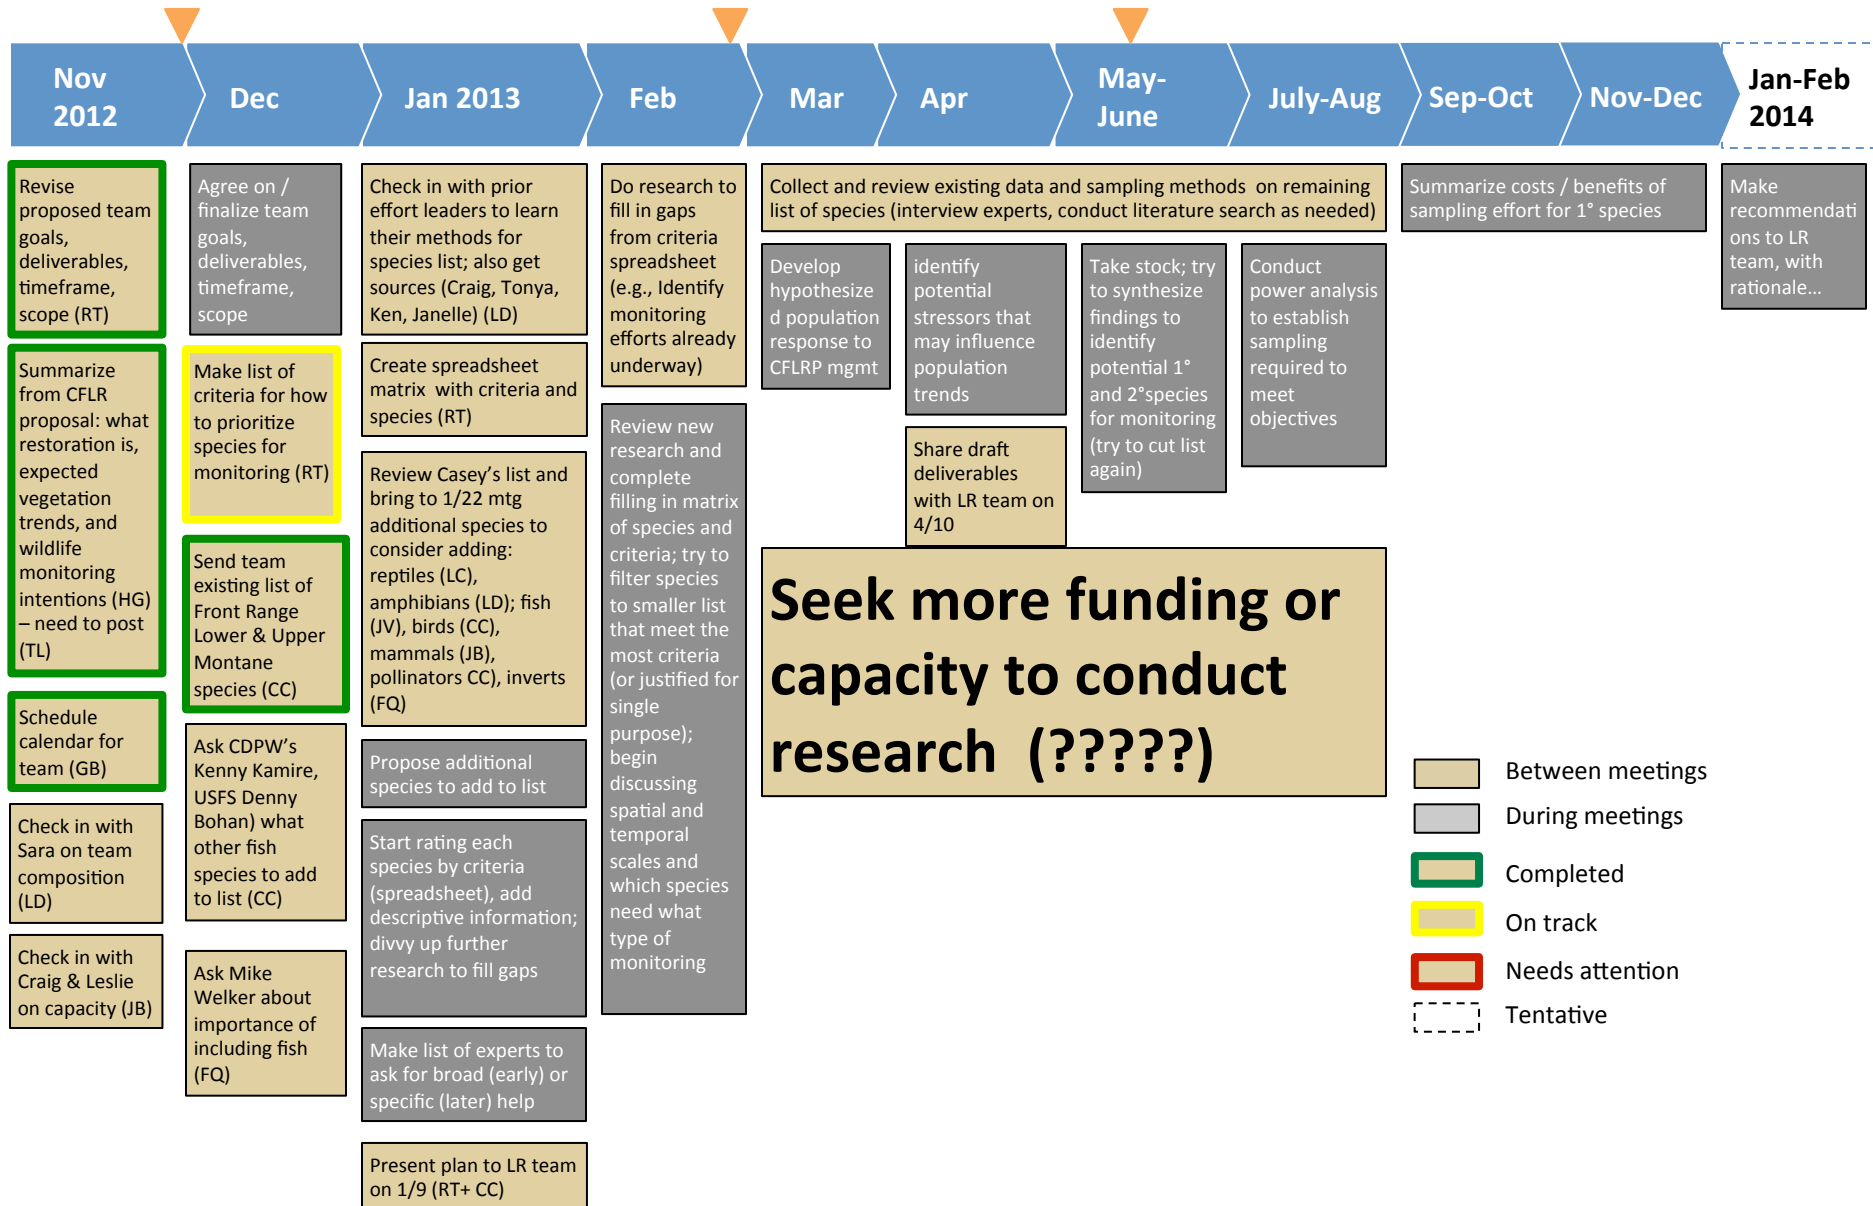 Nov
2012
Dec
Jan 2013
Feb
Mar
Apr
May-
June
July-Aug
Sep-Oct
Nov-Dec
Jan-Feb
2014
Revise
proposed team
goals,
deliverables,
timeframe,
scope (RT)
Summarize
from CFLR
proposal: what
restoration is,
expected
vegetation
trends, and
wildlife
monitoring
intentions (HG)
– need to post
(TL)
Schedule
calendar for
team (GB)
Check in with
Sara on team
composition
(LD)
Check in with
Craig & Leslie
on capacity (JB)
Agree on /
finalize team
goals,
deliverables,
timeframe,
scope
Make list of
criteria for how
to prioritize
species for
monitoring (RT)
Send team
existing list of
Front Range
Lower & Upper
Montane
species (CC)
Ask CDPW's
Kenny Kamire,
USFS Denny
Bohan) what
other fish
species to add
to list (CC)
Ask Mike
Welker about
importance of
including fish
(FQ)
Check in with prior
effort leaders to learn
their methods for
species list; also get
sources (Craig, Tonya,
Ken, Janelle) (LD)
Create spreadsheet
matrix with criteria and
species (RT)
Review Casey's list and
bring to 1/22 mtg
additional species to
consider adding:
reptiles (LC),
amphibians (LD); fish
(JV), birds (CC),
mammals (JB),
pollinators CC), inverts
(FQ)
Propose additional
species to add to list
Start rating each
species by criteria
(spreadsheet), add
descriptive information;
divvy up further
research to fill gaps
Make list of experts to
ask for broad (early) or
specific (later) help
Present plan to LR team
on 1/9 (RT+ CC)
Do research to
fill in gaps
from criteria
spreadsheet
(e.g., Identify
monitoring
efforts already
underway)
Review new
research and
complete
filling in matrix
of species and
criteria; try to
filter species
to smaller list
that meet the
most criteria
(or justified for
single
purpose);
begin
discussing
spatial and
temporal
scales and
which species
need what
type of
monitoring
Collect and review existing data and sampling methods on remaining
list of species (interview experts, conduct literature search as needed)
Develop
hypothesize
d population
response to
CFLRP mgmt
identify
potential
stressors that
may influence
population
trends
Share draft
deliverables
with LR team on
4/10
Take stock; try
to synthesize
findings to
identify
potential 1°
and 2°species
for monitoring
(try to cut list
again)
Conduct
power analysis
to establish
sampling
required to
meet
objectives
Seek more funding or
capacity to conduct
research (?????)
Summarize costs / benefits of
sampling effort for 1° species
Make
recommendati
ons to LR
team, with
rationale...
Between meetings
During meetings
Completed
On track
Needs attention
Tentative